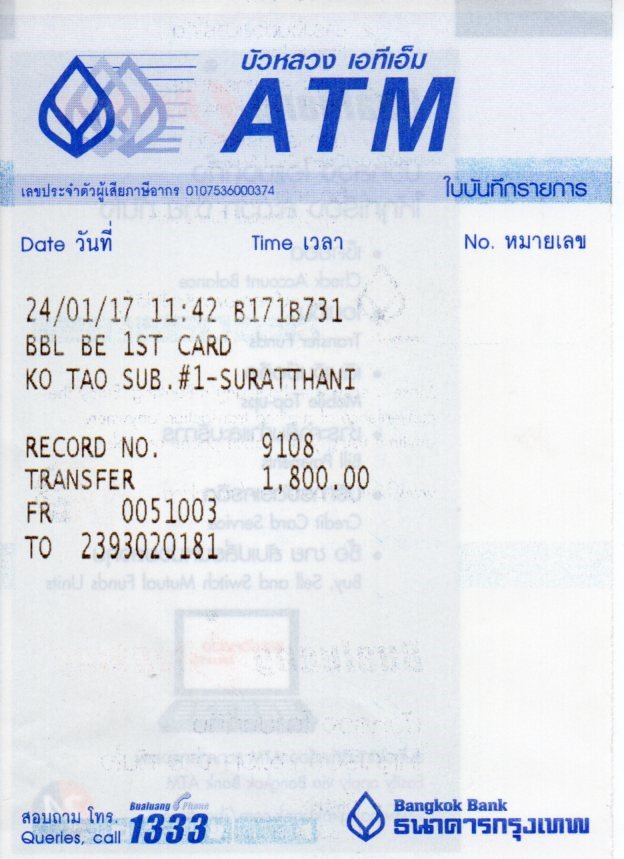 บัวหลวง เอทีเอ็ม
ATM
เลขประจำตัวผู้เสียภาษีอากร 0107536000374
ใบบันทึกรายการ
Date วันที่ Time เวลา No. หมายเลข
24/01/17 11:42 B171B731
BBL BE 1ST CARD
KO TAO SUB.#1-SURATTHANI
RECORD NO. 9108
TRANSFER 1,800.00
FR 0051003
TO 2393020181
สอบถาม โทร.
Queries, call
Bualuang Phone
1333
Bangkok Bank
ธนาคารกรุงเทพ